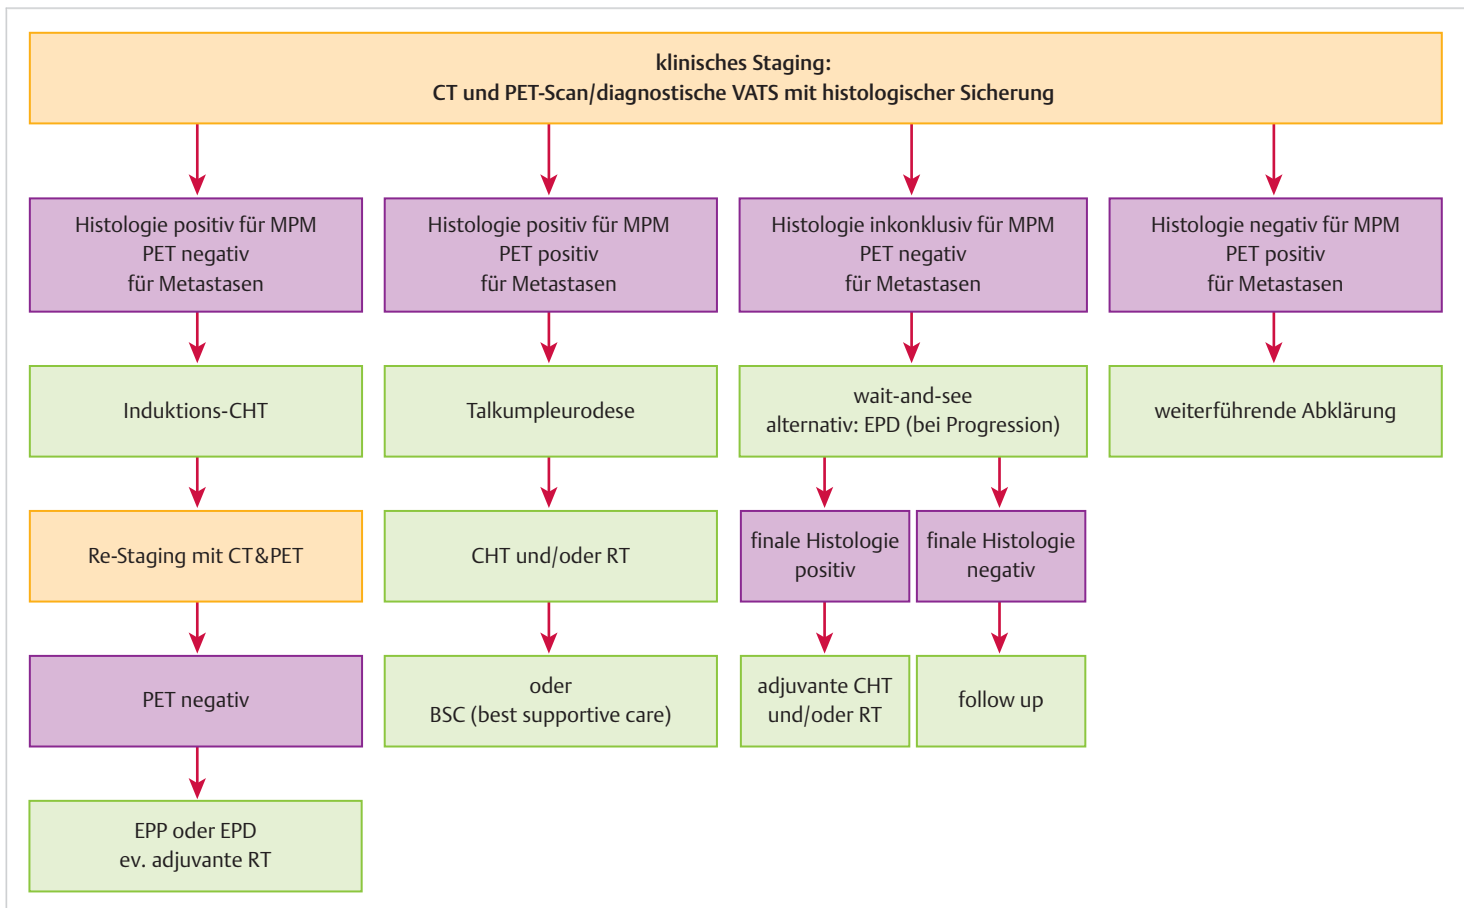 klinisches Staging:
CT und PET-Scan/diagnostische VATS mit histologischer Sicherung
Histologie positiv für MPM
PET negativ
für Metastasen
Histologie positiv für MPM
PET positiv
für Metastasen
Histologie inkonklusiv für MPM
PET negativ
für Metastasen
Histologie negativ für MPM
PET positiv
für Metastasen
Induktions-CHT
Talkumpleurodese
wait-and-see
alternativ: EPD (bei Progression)
weiterführende Abklärung
Re-Staging mit CT&PET
CHT und/oder RT
finale Histologie
positiv
finale Histologie
negativ
PET negativ
oder
BSC (best supportive care)
adjuvante CHT
und/oder RT
follow up
EPP oder EPD
ev. adjuvante RT